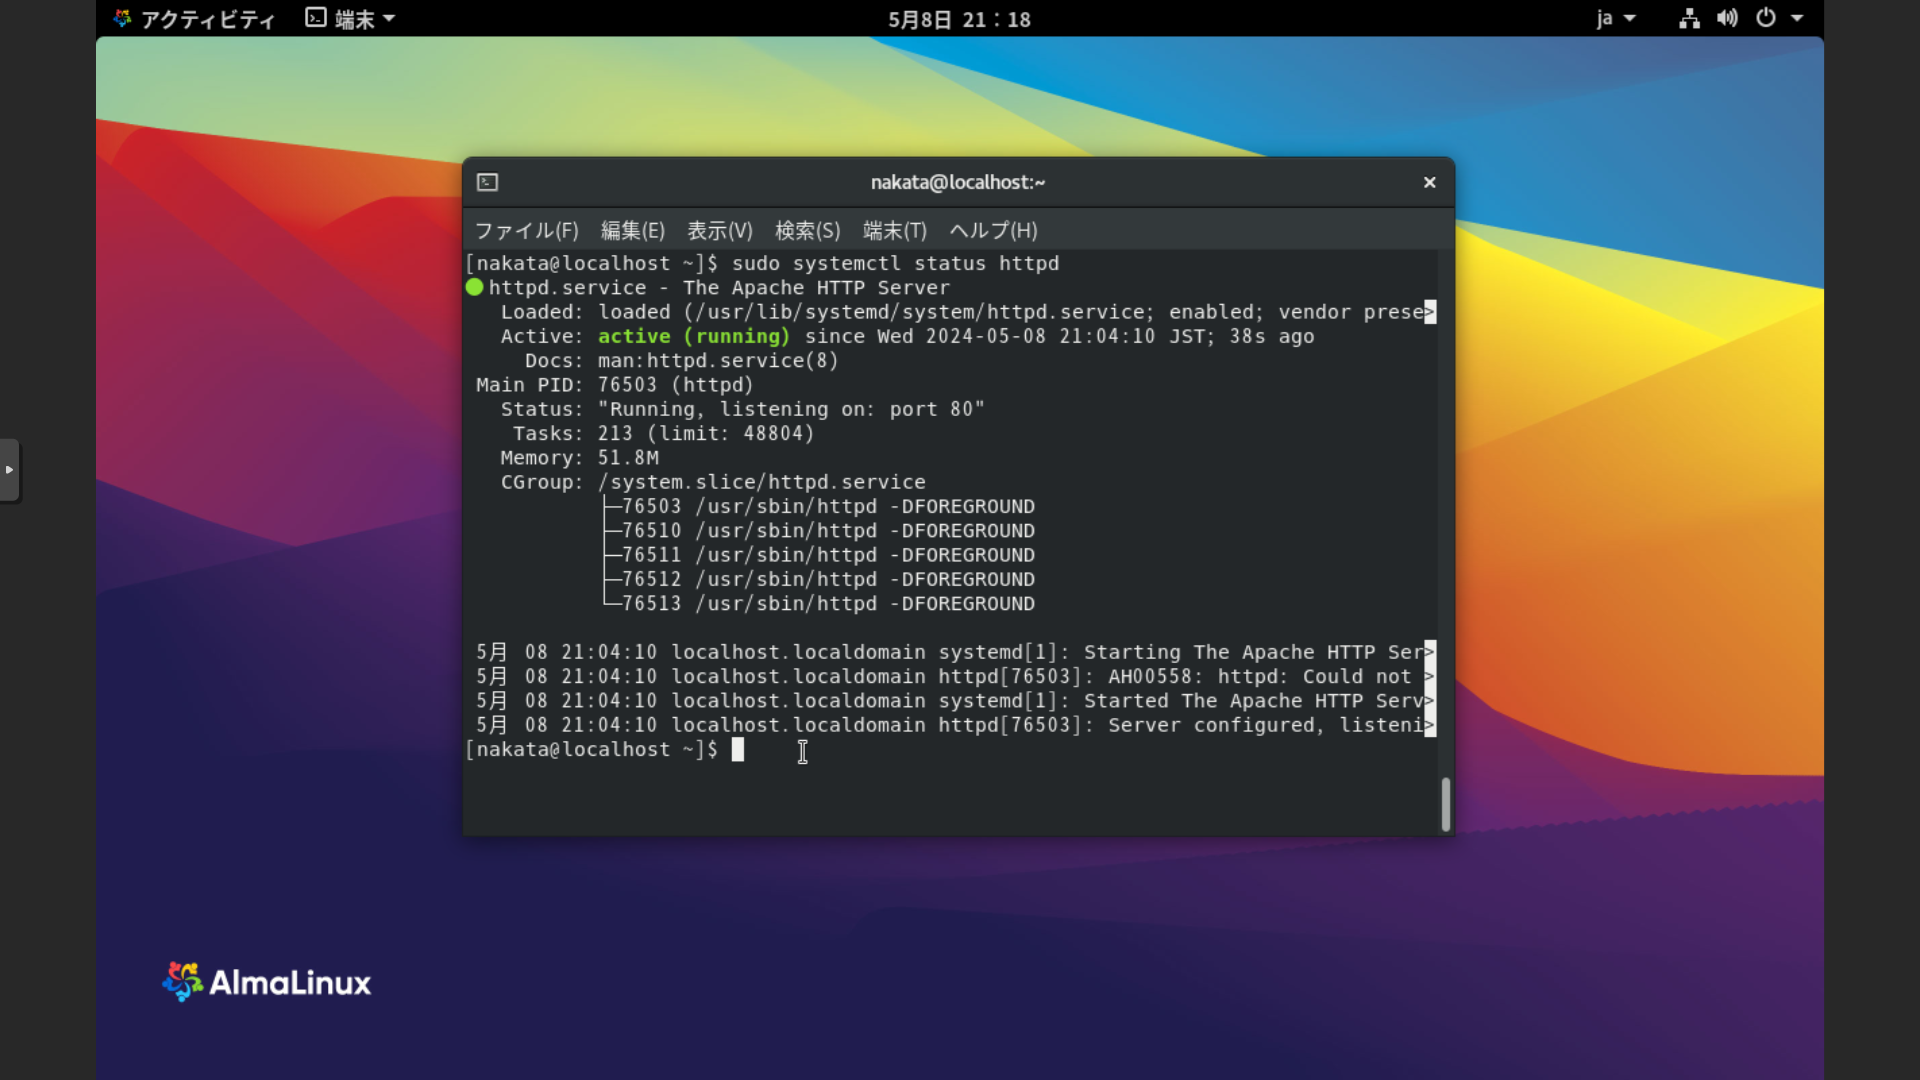 アクティビティ 端末 5月8日 21：18 ja
nakata@localhost:~ ×
ファイル(F) 編集(E) 表示(V) 検索(S) 端末(T) ヘルプ(H)
[nakata@localhost ~]$ sudo systemctl status httpd
● httpd.service - The Apache HTTP Server
   Loaded: loaded (/usr/lib/systemd/system/httpd.service; enabled; vendor prese>
   Active: active (running) since Wed 2024-05-08 21:04:10 JST; 38s ago
     Docs: man:httpd.service(8)
 Main PID: 76503 (httpd)
   Status: "Running, listening on: port 80"
    Tasks: 213 (limit: 48804)
   Memory: 51.8M
   CGroup: /system.slice/httpd.service
           ├─76503 /usr/sbin/httpd -DFOREGROUND
           ├─76510 /usr/sbin/httpd -DFOREGROUND
           ├─76511 /usr/sbin/httpd -DFOREGROUND
           ├─76512 /usr/sbin/httpd -DFOREGROUND
           └─76513 /usr/sbin/httpd -DFOREGROUND
 5月 08 21:04:10 localhost.localdomain systemd[1]: Starting The Apache HTTP Ser>
 5月 08 21:04:10 localhost.localdomain httpd[76503]: AH00558: httpd: Could not >
 5月 08 21:04:10 localhost.localdomain systemd[1]: Started The Apache HTTP Serv>
 5月 08 21:04:10 localhost.localdomain httpd[76503]: Server configured, listeni>
[nakata@localhost ~]$
AlmaLinux